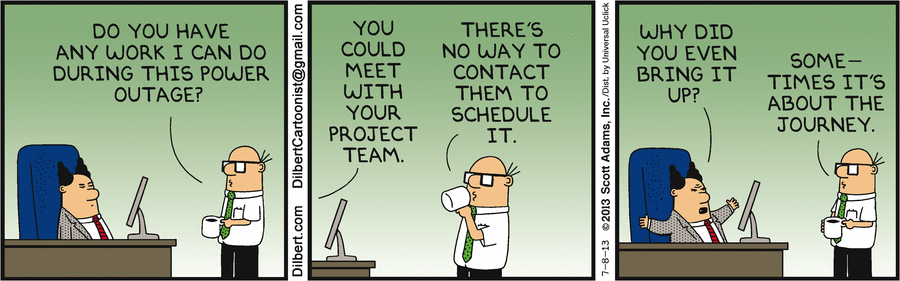 DO YOU HAVE
ANY WORK I CAN DO
DURING THIS POWER
OUTAGE?
Dilbert.com DilbertCartoonist@gmail.com
YOU
COULD
MEET
WITH
YOUR
PROJECT
TEAM.
THERE'S
NO WAY TO
CONTACT
THEM TO
SCHEDULE
IT.
7-8-13 © 2013 Scott Adams, Inc. /Dist. by Universal Uclick
WHY DID
YOU EVEN
BRING IT
UP?
SOME-
TIMES IT'S
ABOUT THE
JOURNEY.